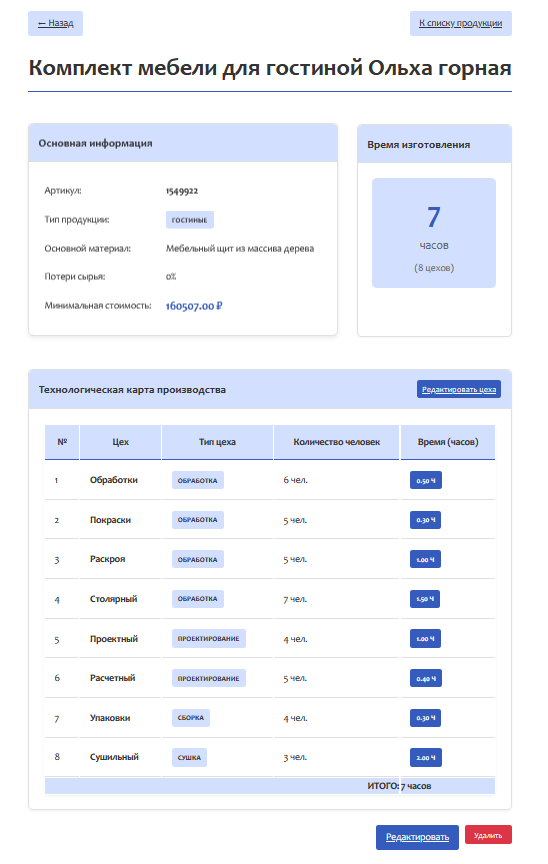 ← Назад
К списку продукции
Комплект мебели для гостиной Ольха горная
Основная информация
Артикул: 1549922
Тип продукции: ГОСТИНЫЕ
Основной материал: Мебельный щит из массива дерева
Потери сырья: 0%
Минимальная стоимость: 160507.00 ₽
Время изготовления
7
часов
(8 цехов)
Технологическая карта производства
Редактировать цеха
№ Цех Тип цеха Количество человек Время (часов)
1 Обработки ОБРАБОТКА 6 чел. 0.50 Ч
2 Покраски ОБРАБОТКА 5 чел. 0.30 Ч
3 Раскроя ОБРАБОТКА 5 чел. 1.00 Ч
4 Столярный ОБРАБОТКА 7 чел. 1.50 Ч
5 Проектный ПРОЕКТИРОВАНИЕ 4 чел. 1.00 Ч
6 Расчетный ПРОЕКТИРОВАНИЕ 5 чел. 0.40 Ч
7 Упаковки СБОРКА 4 чел. 0.30 Ч
8 Сушильный СУШКА 3 чел. 2.00 Ч
ИТОГО: 7 часов
Редактировать
Удалить